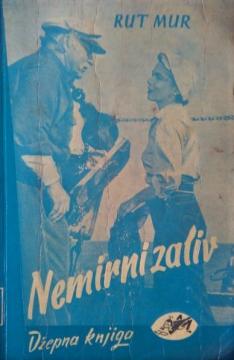 RUT MUR
Nemirni zaliv
Džepna knjiga